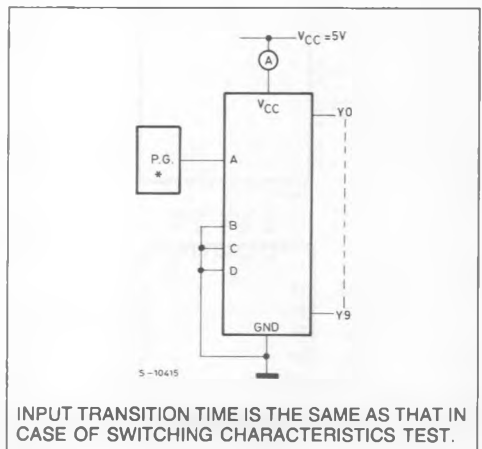 VCC=5V
A
VCC
Y0
P.G.
*
A
B
C
D
Y9
GND
S-10415
INPUT TRANSITION TIME IS THE SAME AS THAT IN
CASE OF SWITCHING CHARACTERISTICS TEST.